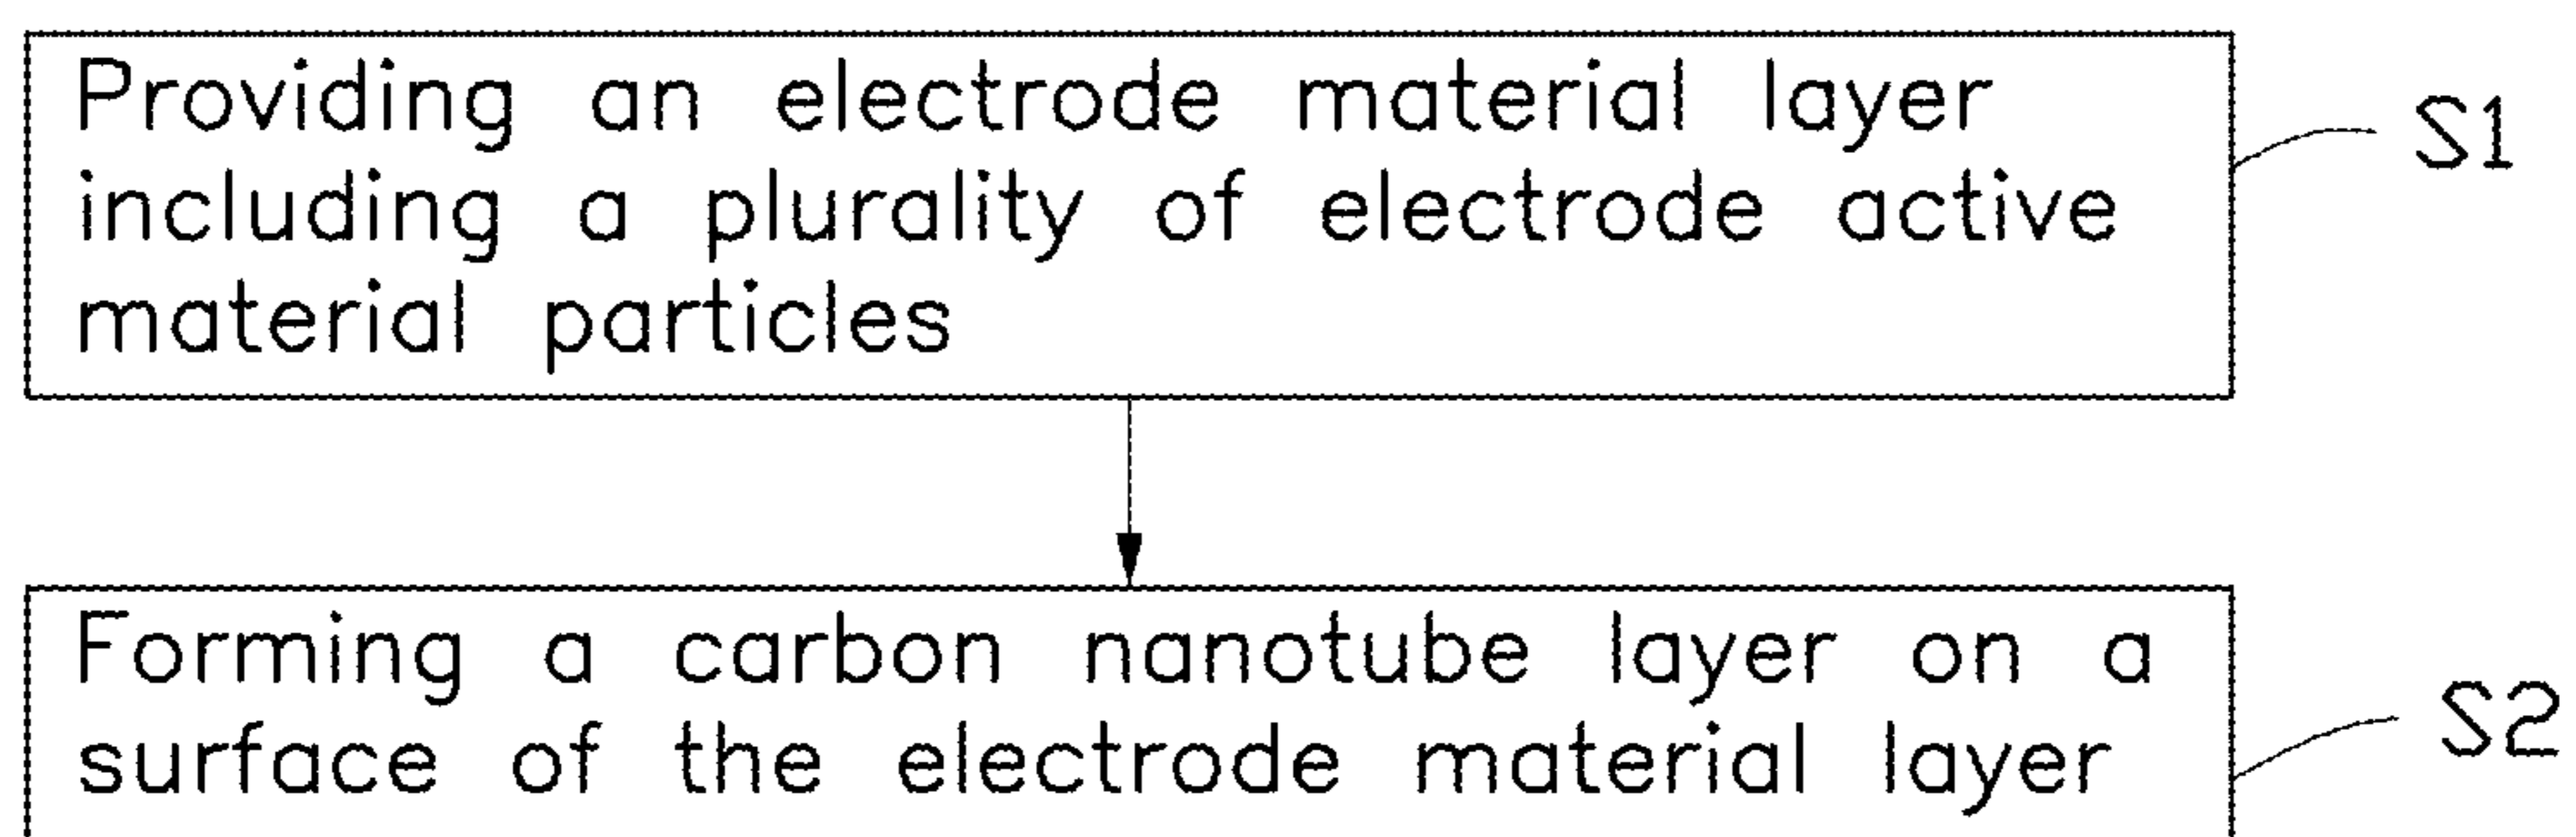 Providing an electrode material layer
including a plurality of electrode active
material particles
S1
Forming a carbon nanotube layer on a
surface of the electrode material layer
S2